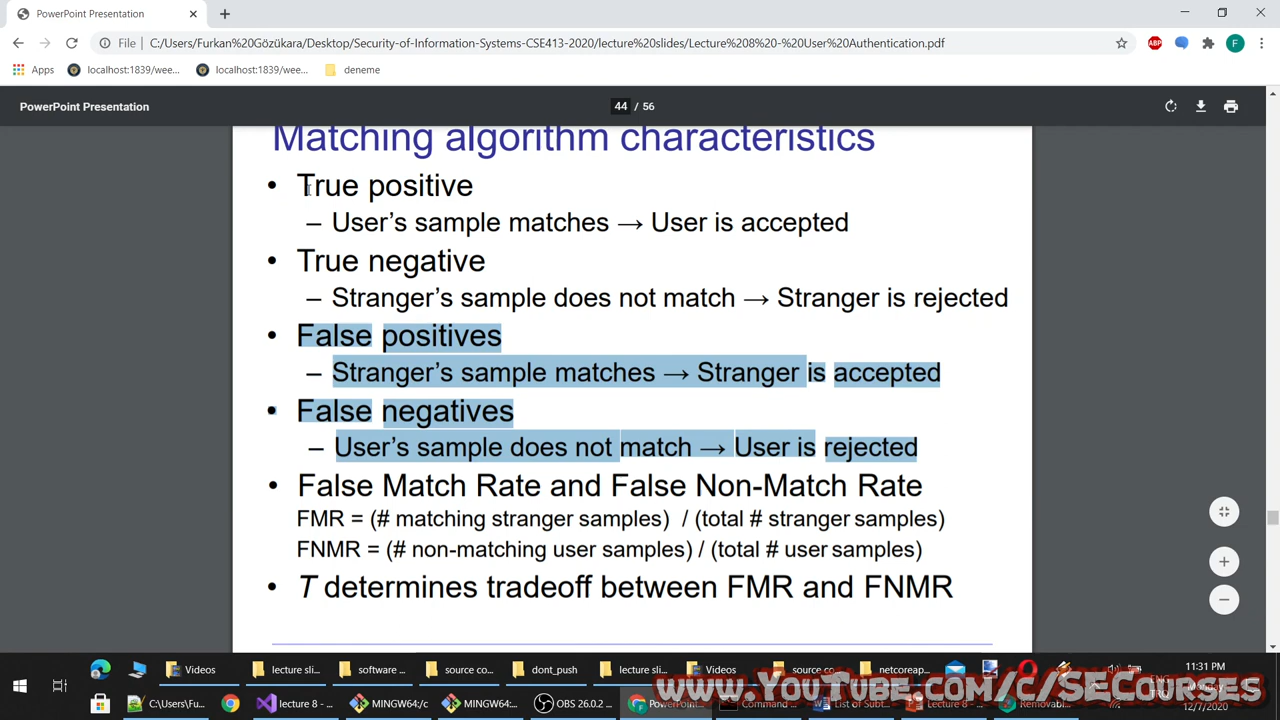 PowerPoint Presentation
File C:/Users/Furkan%20Gözükara/Desktop/Security-of-Information-Systems-CSE413-2020/lecture%20slides/Lecture%208%20-%20User%20Authentication.pdf
ABP
F
Apps localhost:1839/wee... localhost:1839/wee... deneme
PowerPoint Presentation 44 / 56
Matching algorithm characteristics
• True positive
– User's sample matches → User is accepted
• True negative
– Stranger's sample does not match → Stranger is rejected
• False positives
– Stranger's sample matches → Stranger is accepted
• False negatives
– User's sample does not match → User is rejected
• False Match Rate and False Non-Match Rate
FMR = (# matching stranger samples) / (total # stranger samples)
FNMR = (# non-matching user samples) / (total # user samples)
• T determines tradeoff between FMR and FNMR
Videos lecture sli... software ... source co... dont_push lecture sli... Videos source co... netcoreap... ENG 11:31 PM
Monday
C:\Users\Fu... lecture 8 - ... MINGW64:/c MINGW64:/... OBS 26.0.2 ... PowerPoint... Command ... List of Subt... Lecture 8 - ... Removabl... TRQ 12/7/2020
www.YouTube.com/c/SECourses